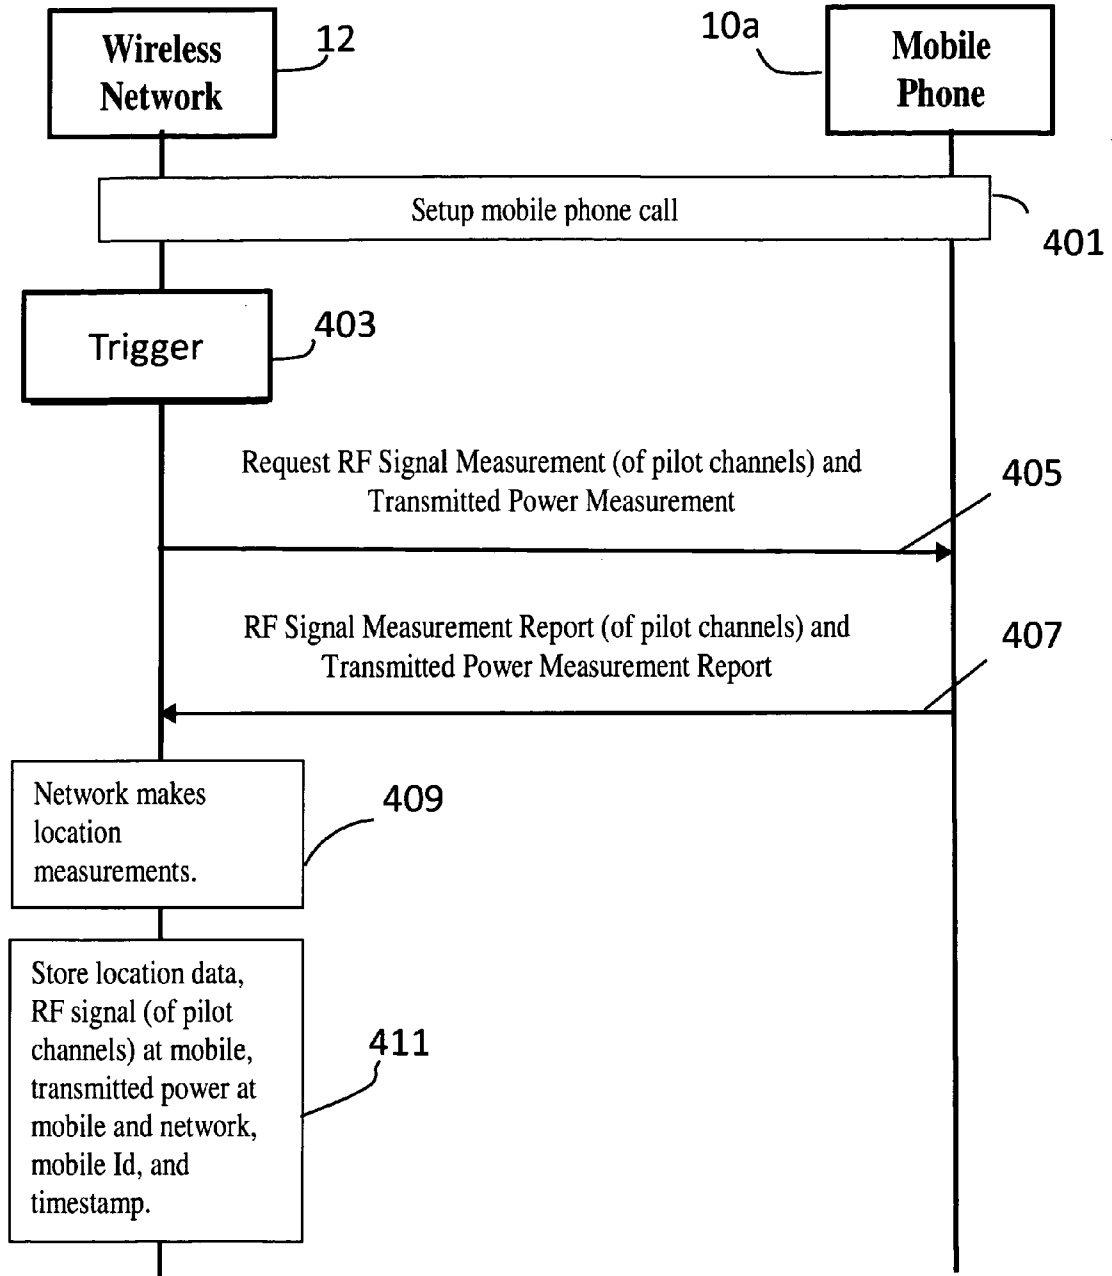 Wireless
Network
12
10a
Mobile
Phone
Setup mobile phone call
401
Trigger
403
Request RF Signal Measurement (of pilot channels) and
Transmitted Power Measurement
405
RF Signal Measurement Report (of pilot channels) and
Transmitted Power Measurement Report
407
Network makes
location
measurements.
409
Store location data,
RF signal (of pilot
channels) at mobile,
transmitted power at
mobile and network,
mobile Id, and
timestamp.
411